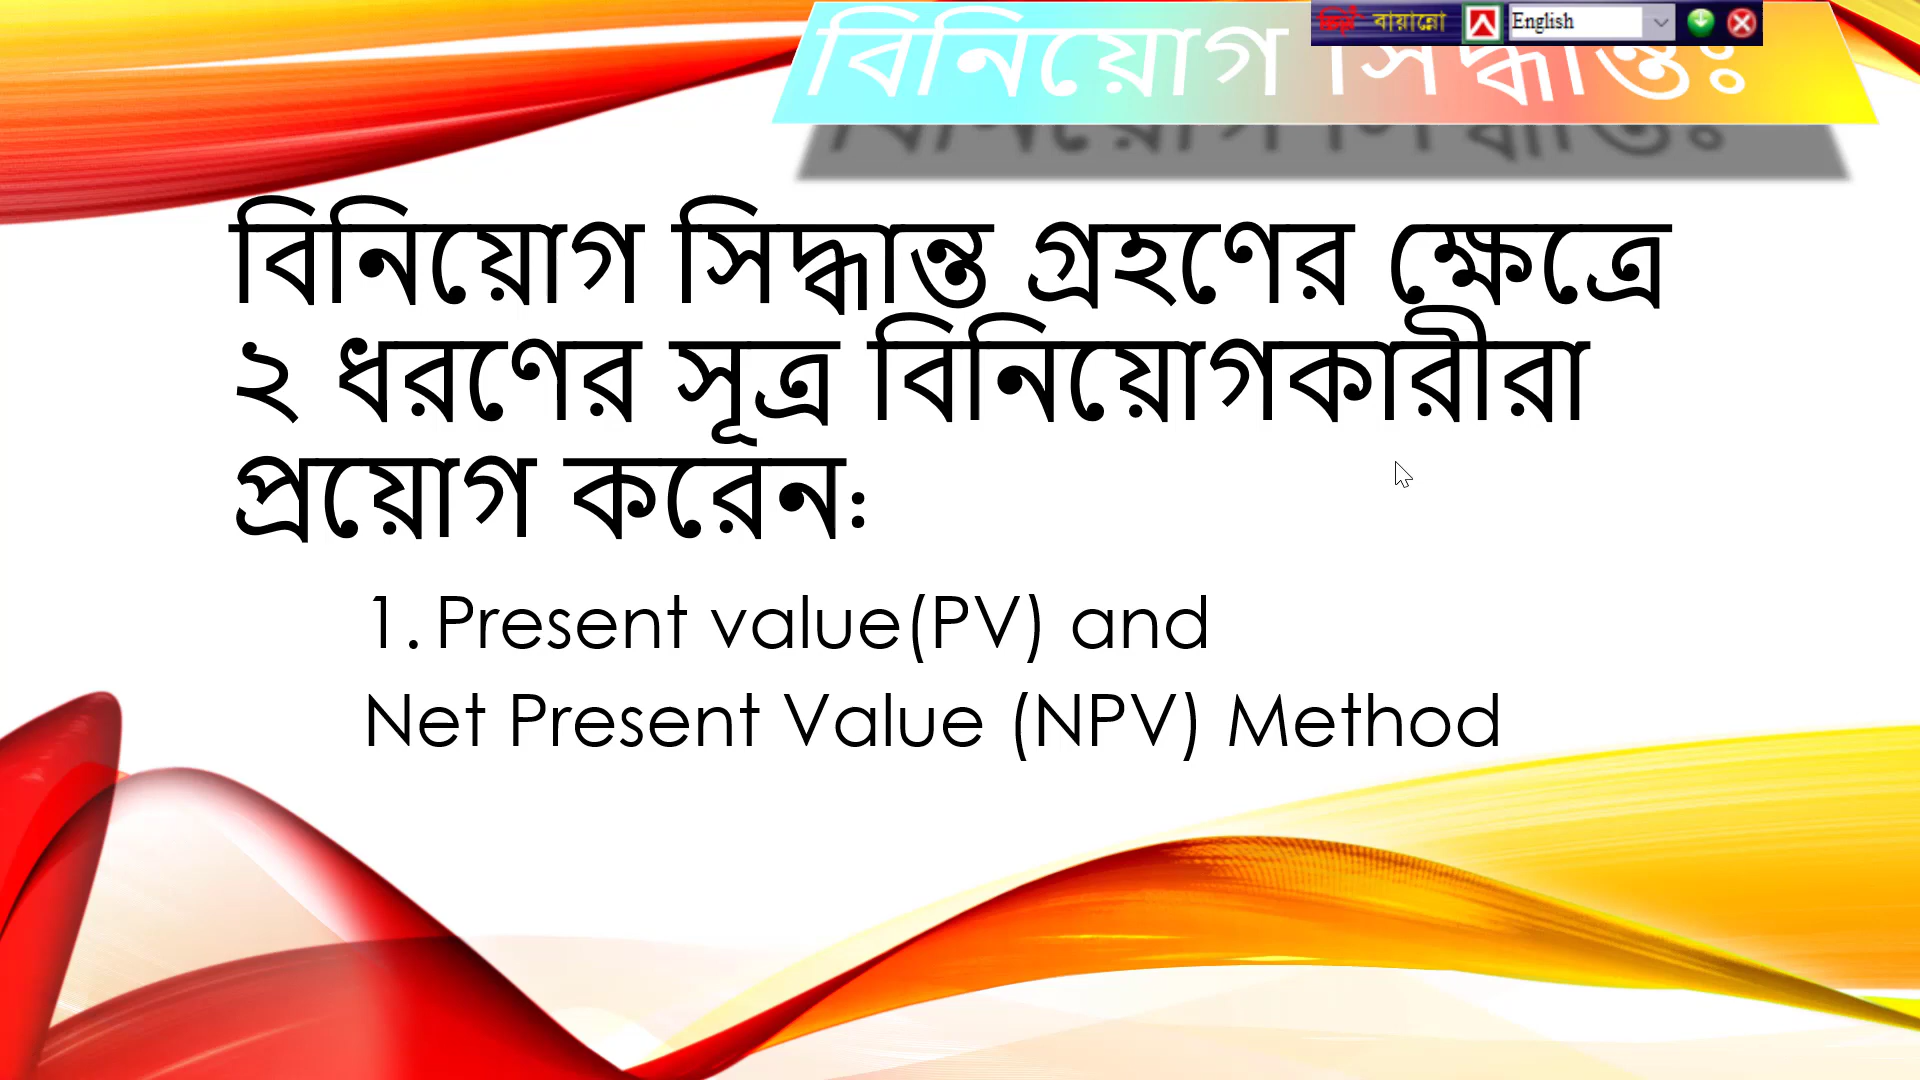 বিনিয়োগ সিদ্ধান্তঃ
বায়ান্নো
English
বিনিয়োগ সিদ্ধান্ত গ্রহণের ক্ষেত্রে
২ ধরণের সূত্র বিনিয়োগকারীরা
প্রয়োগ করেনঃ
1. Present value(PV) and
Net Present Value (NPV) Method